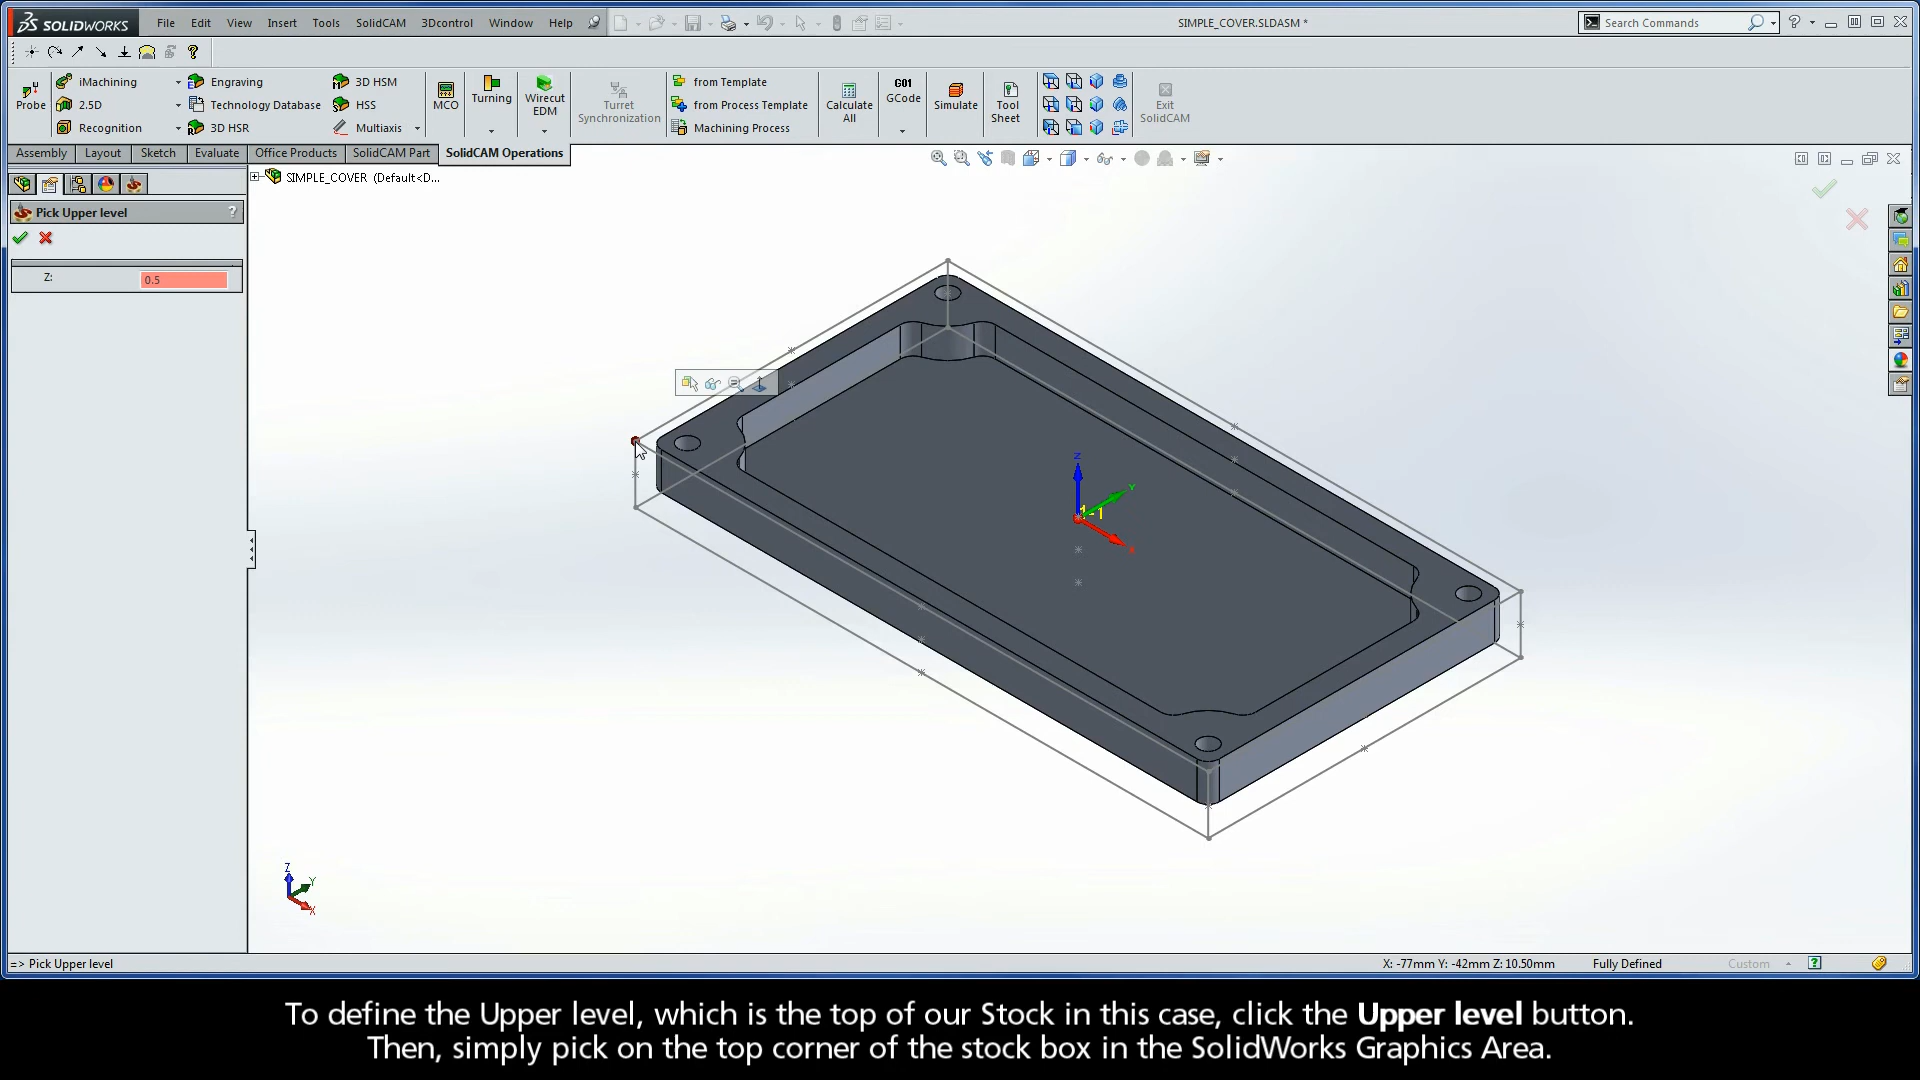 SOLIDWORKS File Edit View Insert Tools SolidCAM 3Dcontrol Window Help SIMPLE_COVER.SLDASM * Search Commands
iMachining Engraving 3D HSM from Template
2.5D Technology Database HSS from Process Template
Recognition 3D HSR Multiaxis Machining Process
Probe MCO Turning Wirecut EDM Turret Synchronization Calculate All G01 GCode Simulate Tool Sheet Exit SolidCAM
Assembly Layout Sketch Evaluate Office Products SolidCAM Part SolidCAM Operations
SIMPLE_COVER (Default<D...
Pick Upper level ?
Z: 0.5
Z
Y
1-1
X
Z
Y
X
=> Pick Upper level X: -77mm Y: -42mm Z: 10.50mm Fully Defined Custom
To define the Upper level, which is the top of our Stock in this case, click the Upper level button.
Then, simply pick on the top corner of the stock box in the SolidWorks Graphics Area.